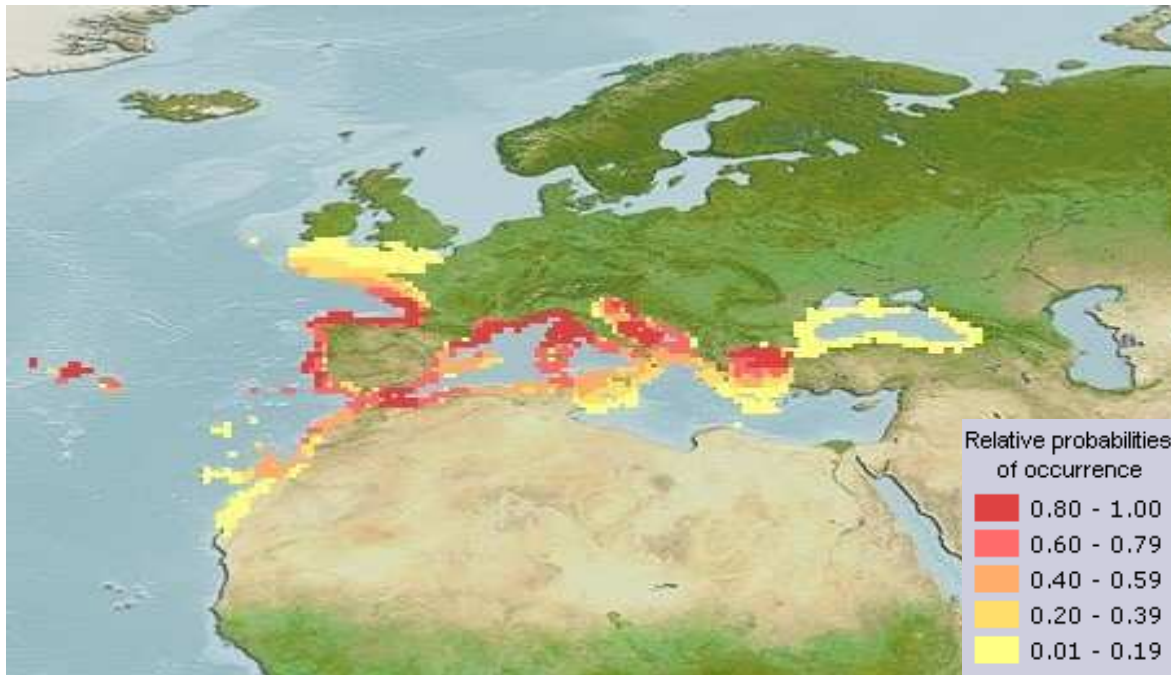 Relative probabilities
of occurrence
0.80 - 1.00
0.60 - 0.79
0.40 - 0.59
0.20 - 0.39
0.01 - 0.19